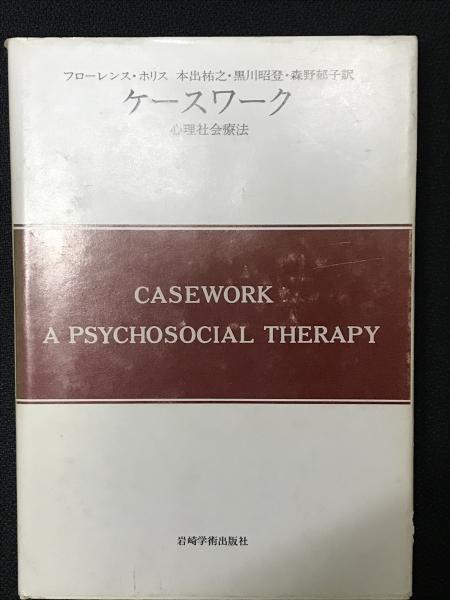 フローレンス・ホリス 本出祐之・黒川昭登・森野郁子訳
ケースワーク
心理社会療法
CASEWORK
A PSYCHOSOCIAL THERAPY
岩崎学術出版社